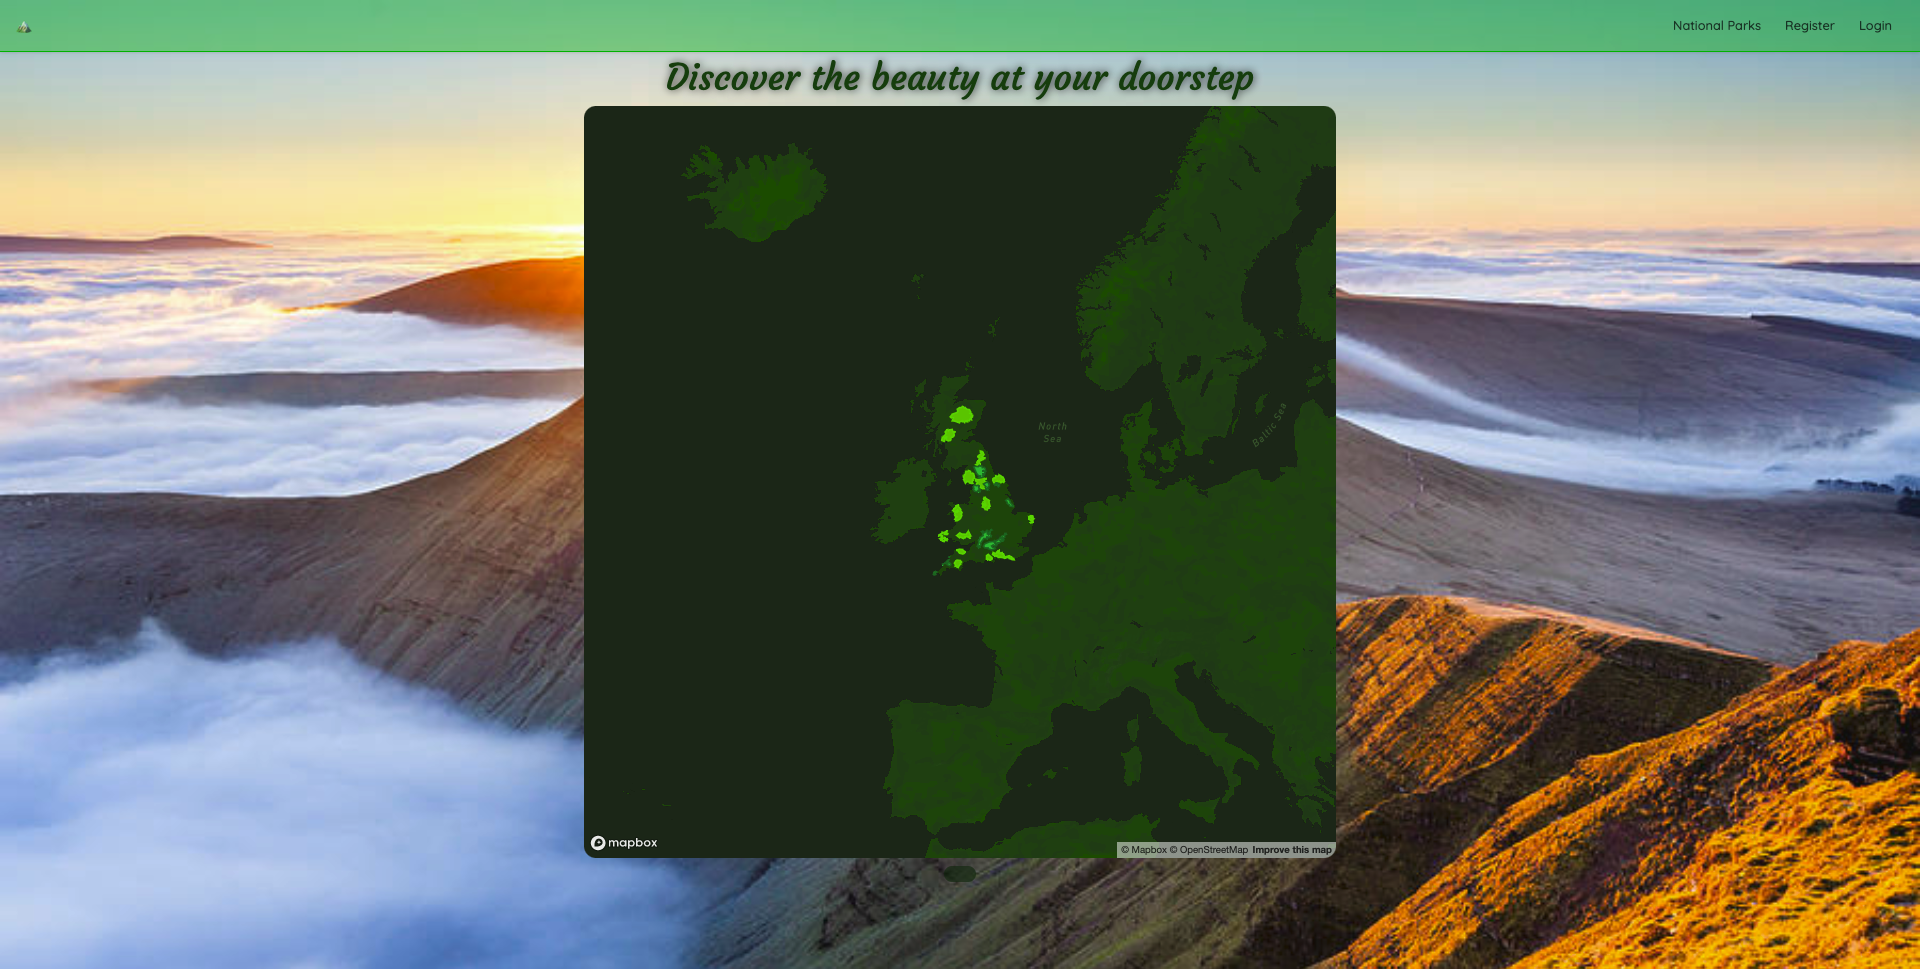 National Parks Register Login
Discover the beauty at your doorstep
North
Sea
Baltic Sea
mapbox
© Mapbox © OpenStreetMap Improve this map